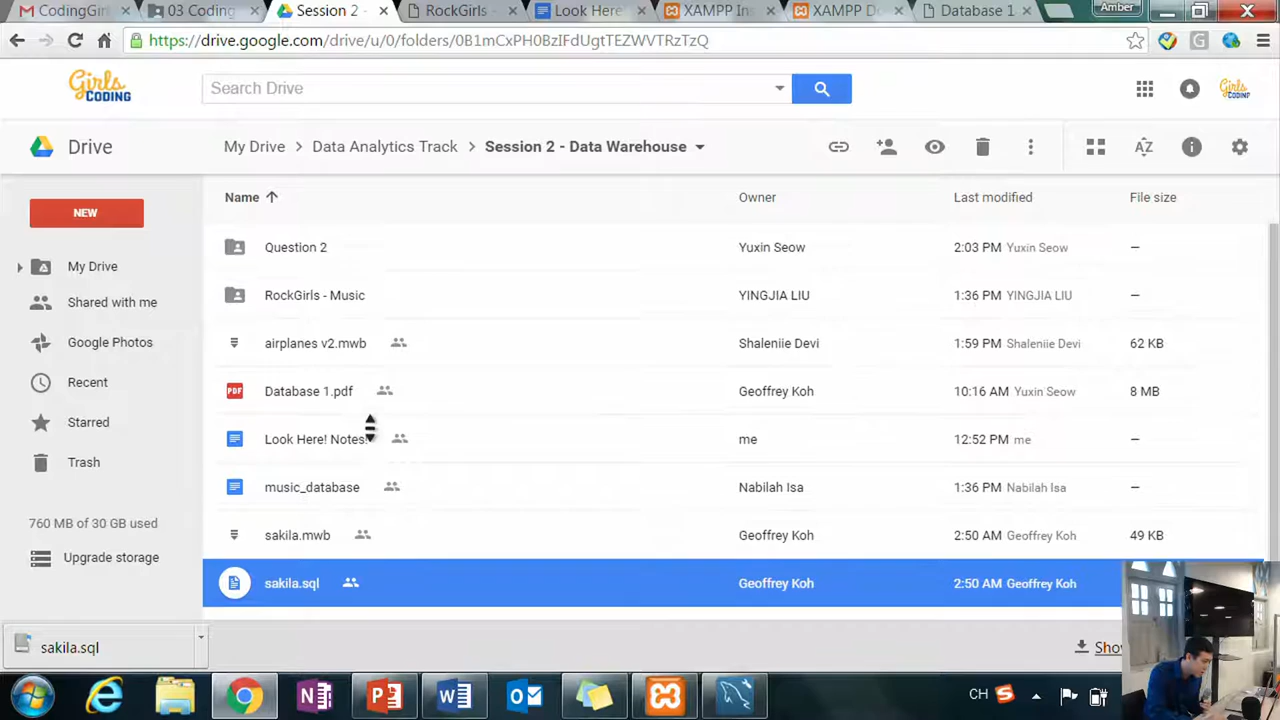 CodingGir
03 Coding
Session 2 -
RockGirls -
Look Here
XAMPP Ins
XAMPP Do
Database 1
Amber
https://drive.google.com/drive/u/0/folders/0B1mCxPH0BzIFdUgtTEZWVTRzTzQ
Girls CODING
Search Drive
Girls CODING
Drive
My Drive > Data Analytics Track > Session 2 - Data Warehouse
NEW
My Drive
Shared with me
Google Photos
Recent
Starred
Trash
760 MB of 30 GB used
Upgrade storage
Name Owner Last modified File size
Question 2 Yuxin Seow 2:03 PM Yuxin Seow –
RockGirls - Music YINGJIA LIU 1:36 PM YINGJIA LIU –
airplanes v2.mwb Shaleniie Devi 1:59 PM Shaleniie Devi 62 KB
PDF Database 1.pdf Geoffrey Koh 10:16 AM Yuxin Seow 8 MB
Look Here! Notes! me 12:52 PM me –
music_database Nabilah Isa 1:36 PM Nabilah Isa –
sakila.mwb Geoffrey Koh 2:50 AM Geoffrey Koh 49 KB
sakila.sql Geoffrey Koh 2:50 AM Geoffrey Koh
sakila.sql
Sho
CH